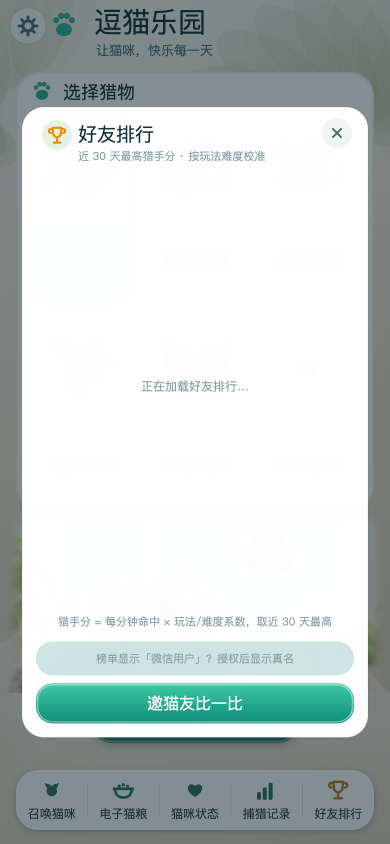 逗猫乐园
让猫咪，快乐每一天
选择猎物
好友排行
近 30 天最高猎手分 · 按玩法难度校准
正在加载好友排行...
猎手分 = 每分钟命中 × 玩法/难度系数，取近 30 天最高
榜单显示「微信用户」？授权后显示真名
邀猫友比一比
召唤猫咪
电子猫粮
猫咪状态
捕猎记录
好友排行